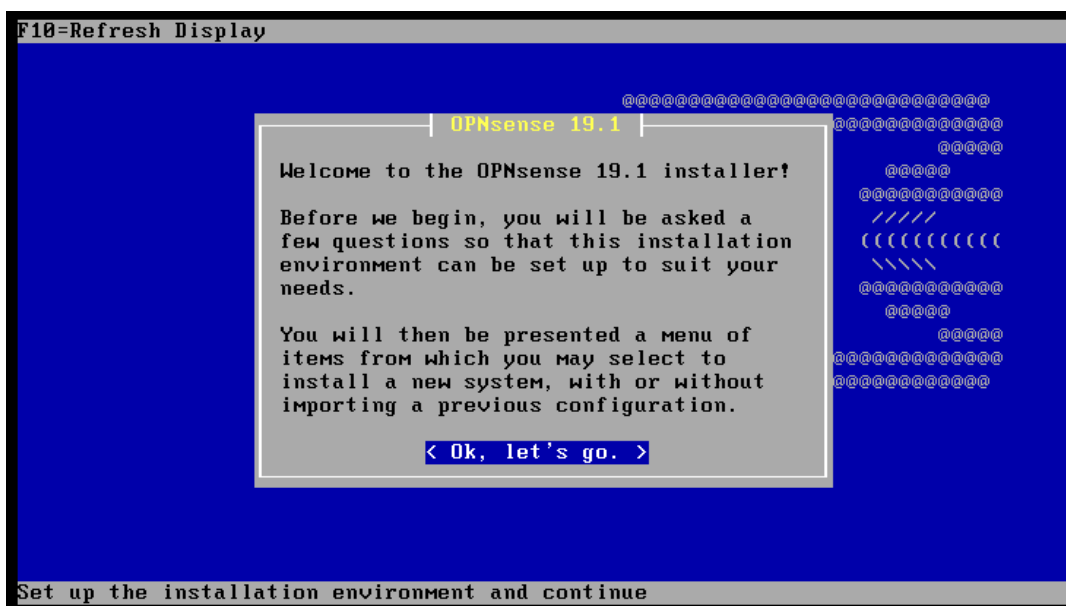 F10=Refresh Display
@@@@@@@@@@@@@@@@@@@@@@@@@@@@
OPNsense 19.1
@@@@@@@@@@@@@
@@@@@
Welcome to the OPNsense 19.1 installer!
@@@@@
@@@@@@@@@@@
Before we begin, you will be asked a
/////
few questions so that this installation
(((((((((((
environment can be set up to suit your
\\\\\
needs.
@@@@@@@@@@@
@@@@@
You will then be presented a menu of
@@@@@
items from which you may select to
@@@@@@@@@@@@@
install a new system, with or without
@@@@@@@@@@@@
importing a previous configuration.
< Ok, let's go. >
Set up the installation environment and continue